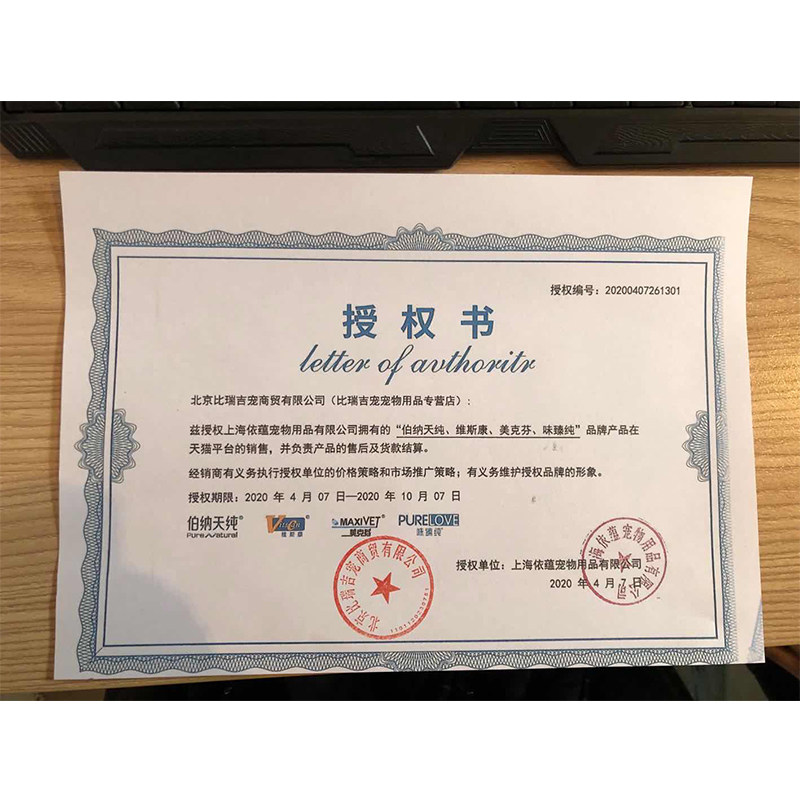 授权编号：20200407261301
授权书
letter of avthoritr
北京比瑞吉宠商贸有限公司（比瑞吉宠宠物用品专营店）：
兹授权上海依蕴宠物用品有限公司拥有的“伯纳天纯、维斯康、美克芬、味臻纯”品牌产品在
天猫平台的销售，并负责产品的售后及货款结算。
经销商有义务执行授权单位的价格策略和市场推广策略；有义务维护授权品牌的形象。
授权期限：2020 年 4 月 07 日—2020 年 10 月 07 日
伯纳天纯®
Pure&Natural
维斯康
MAXIVET®
美克芬
PURELOVE
味臻纯
北京比瑞吉宠商贸有限公司
授权单位：上海依蕴宠物用品有限公司
2020 年 4 月 7 日
上海依蕴宠物用品有限公司